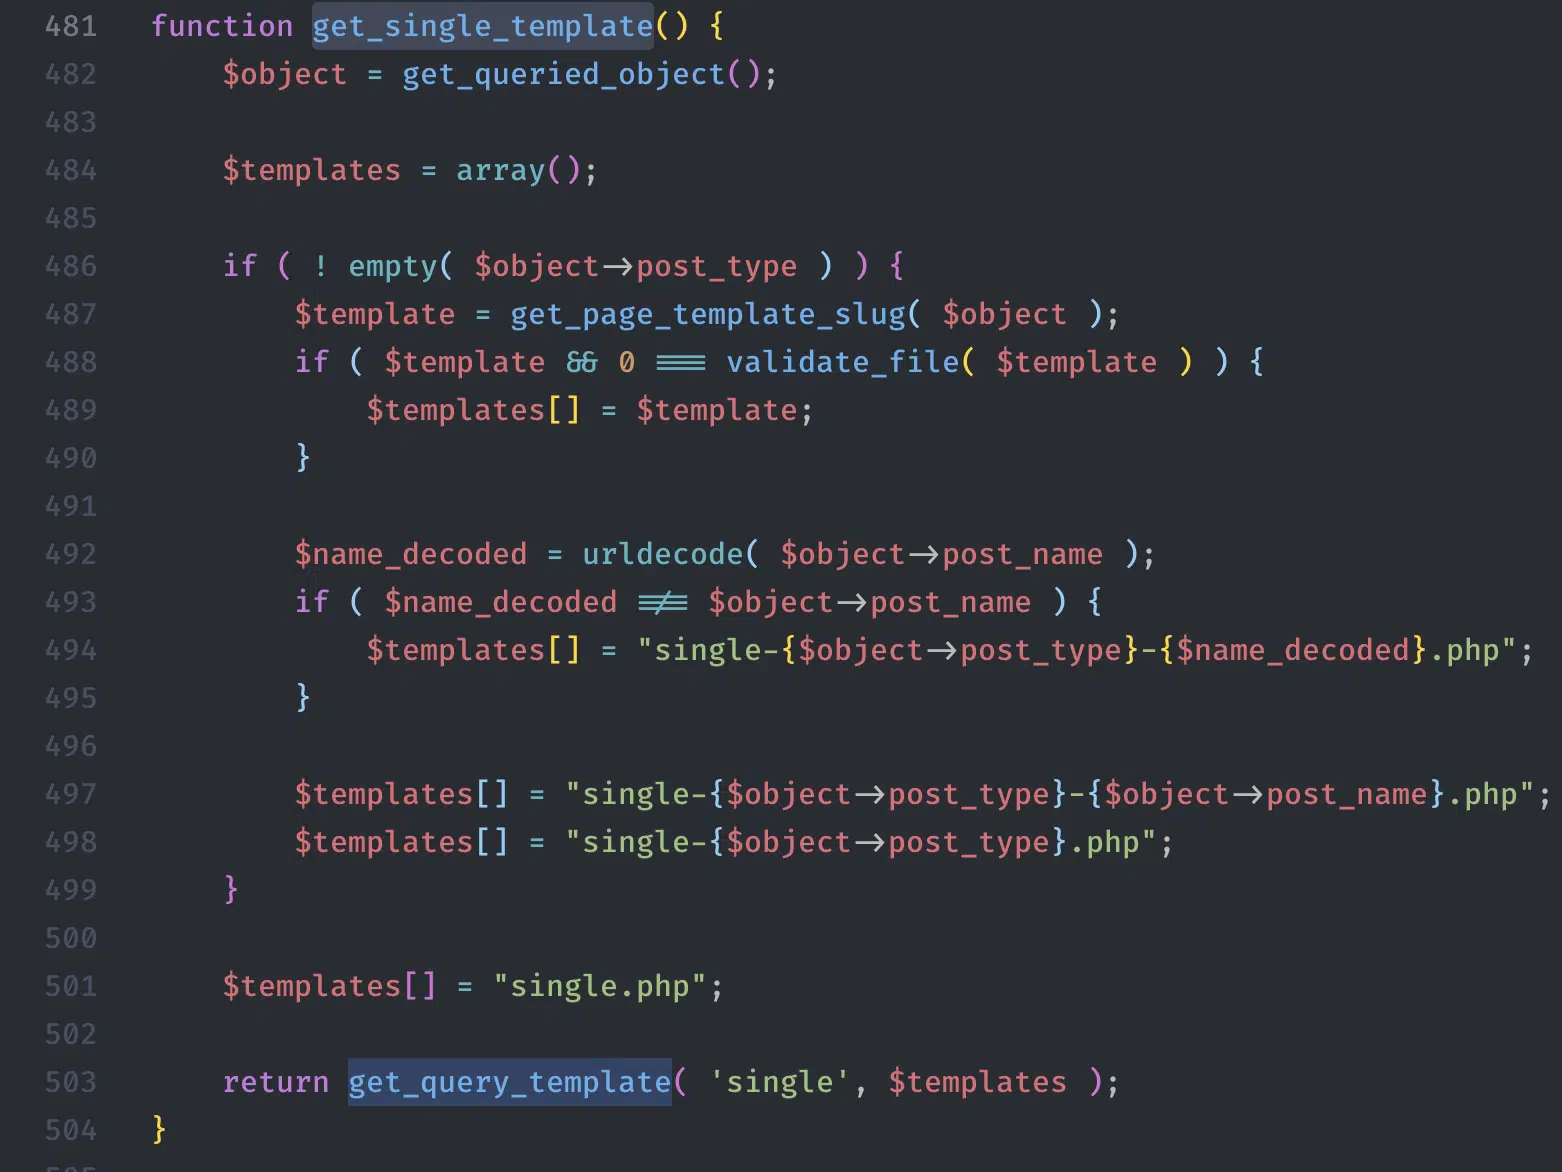 481 function get_single_template() {
482 $object = get_queried_object();
483
484 $templates = array();
485
486 if ( ! empty( $object->post_type ) ) {
487 $template = get_page_template_slug( $object );
488 if ( $template && 0 === validate_file( $template ) ) {
489 $templates[] = $template;
490 }
491
492 $name_decoded = urldecode( $object->post_name );
493 if ( $name_decoded !== $object->post_name ) {
494 $templates[] = "single-{$object->post_type}-{$name_decoded}.php";
495 }
496
497 $templates[] = "single-{$object->post_type}-{$object->post_name}.php";
498 $templates[] = "single-{$object->post_type}.php";
499 }
500
501 $templates[] = "single.php";
502
503 return get_query_template( 'single', $templates );
504 }